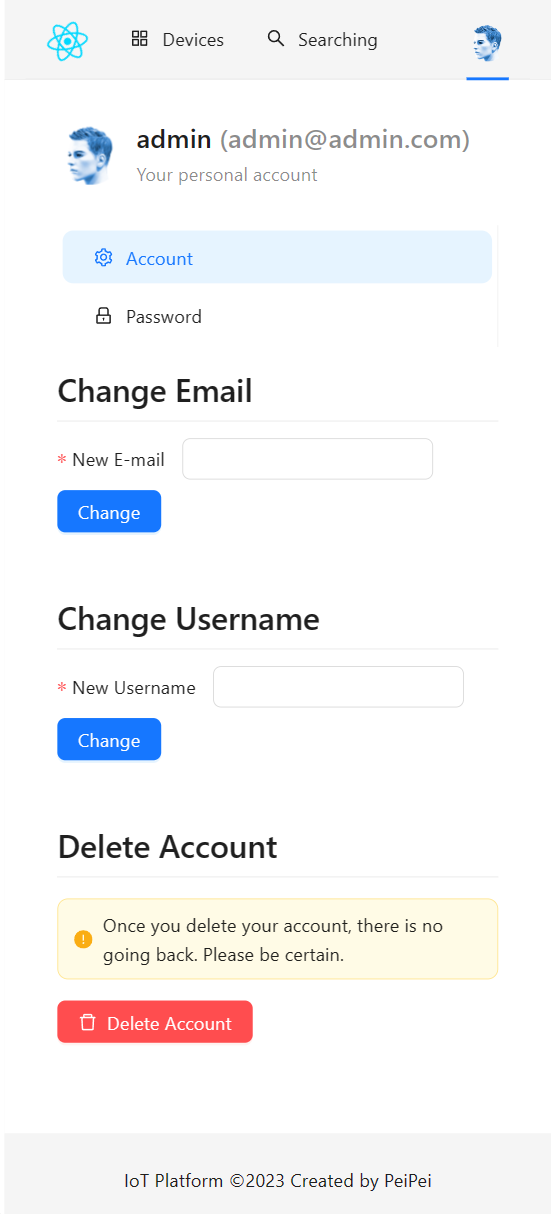 Devices Searching
admin (admin@admin.com)
Your personal account
Account
Password
Change Email
* New E-mail
Change
Change Username
* New Username
Change
Delete Account
Once you delete your account, there is no
going back. Please be certain.
Delete Account
IoT Platform ©2023 Created by PeiPei